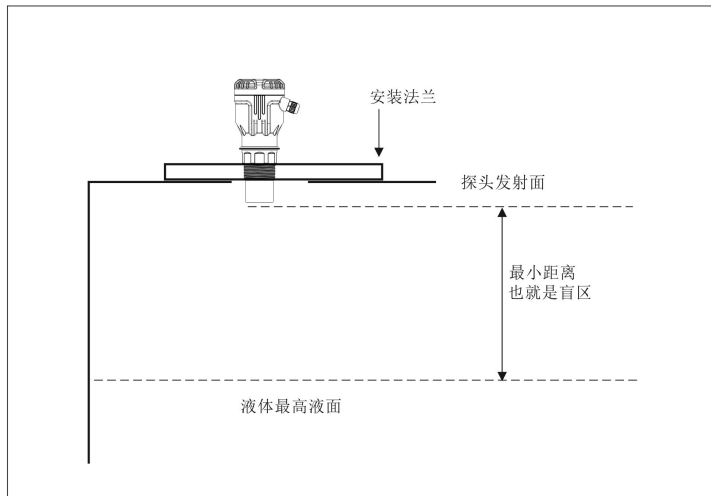 安装法兰
探头发射面
最小距离
也就是盲区
液体最高液面